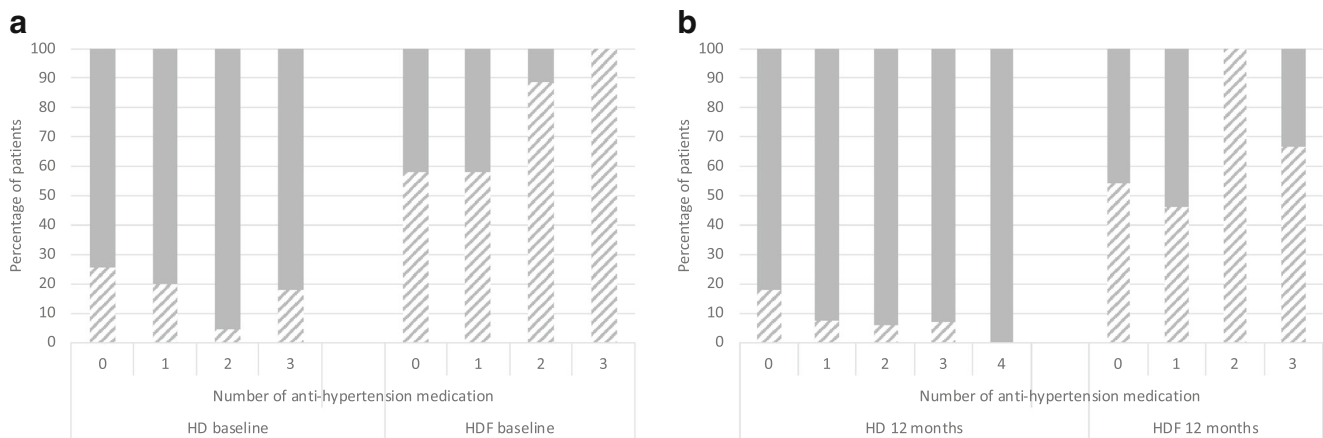 a
Percentage of patients
100
90
80
70
60
50
40
30
20
10
0
0 1 2 3 0 1 2 3
Number of anti-hypertension medication
HD baseline HDF baseline
b
Percentage of patients
100
90
80
70
60
50
40
30
20
10
0
0 1 2 3 4 0 1 2 3
Number of anti-hypertension medication
HD 12 months HDF 12 months